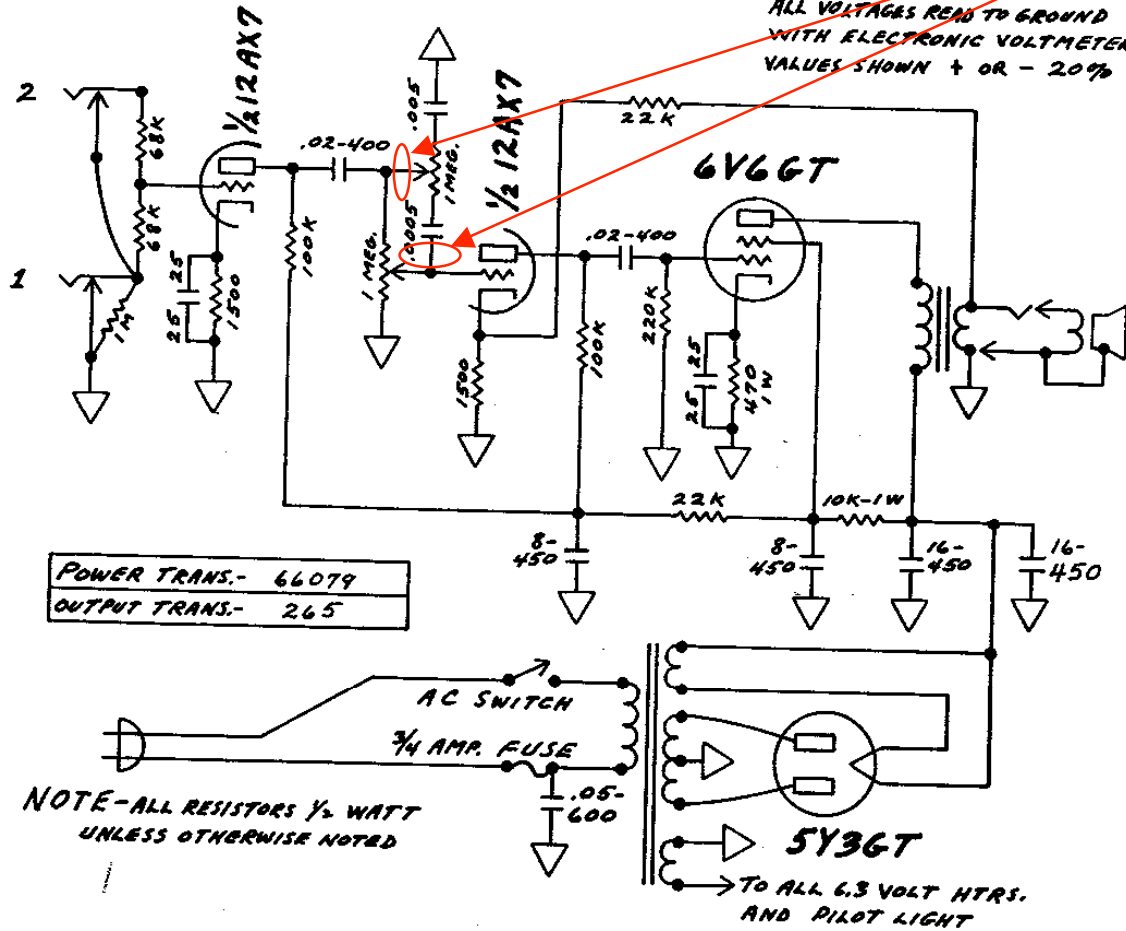 ALL VOLTAGES READ TO GROUND
WITH ELECTRONIC VOLTMETER
VALUES SHOWN + OR - 20%
2
1
68K
68K
1M
1/2 12AX7
25
25
1500
100K
.02-400
.005
1 MEG.
.0005
1 MEG.
1/2 12AX7
1500
22K
.02-400
100K
220K
6V6GT
25
25
470
1W
22K
10K-1W
8-
450
8-
450
16-
450
16-
450
POWER TRANS.- 66079
OUTPUT TRANS.- 265
AC SWITCH
3/4 AMP. FUSE
.05-
600
NOTE-ALL RESISTORS 1/2 WATT
UNLESS OTHERWISE NOTED
5Y3GT
TO ALL 6.3 VOLT HTRS.
AND PILOT LIGHT